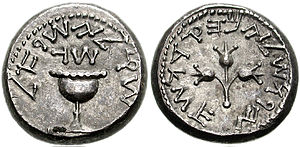 𐤔𐤒𐤋 𐤉𐤔𐤓𐤀𐤋
𐤔𐤁
𐤉𐤓𐤅𐤔𐤋𐤉𐤌 𐤄𐤒𐤃𐤅𐤔𐤄